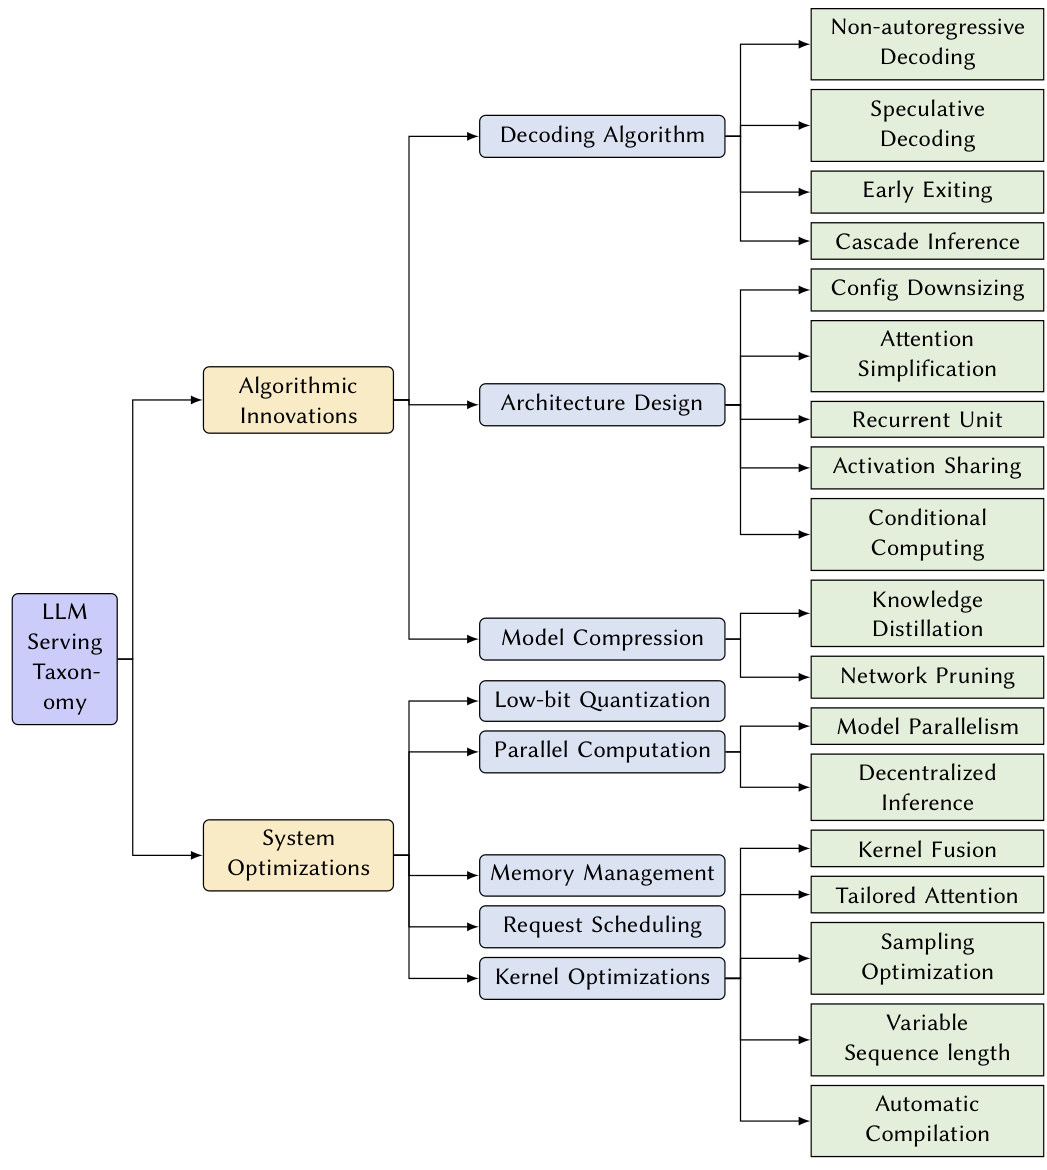 LLM
Serving
Taxon-
omy
Algorithmic
Innovations
Decoding Algorithm
Non-autoregressive
Decoding
Speculative
Decoding
Early Exiting
Cascade Inference
Architecture Design
Config Downsizing
Attention
Simplification
Recurrent Unit
Activation Sharing
Conditional
Computing
Model Compression
Knowledge
Distillation
Network Pruning
System
Optimizations
Low-bit Quantization
Parallel Computation
Model Parallelism
Decentralized
Inference
Memory Management
Request Scheduling
Kernel Optimizations
Kernel Fusion
Tailored Attention
Sampling
Optimization
Variable
Sequence length
Automatic
Compilation